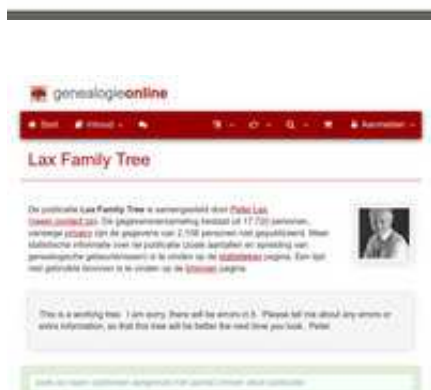 genealogieonline
Start Inhoud Aanmelden
Lax Family Tree
De publicatie Lax Family Tree is samengesteld door Peter Lax
(neem contact op). De gegevensverzameling bestaat uit 17.720 personen,
vanwege privacy zijn de gegevens van 2.108 personen niet gepubliceerd. Meer
statistische informatie over de publicatie (zoals aantallen en spreiding van
genealogische gebeurtenissen) is te vinden op de statistieken pagina. Een lijst
met gebruikte bronnen is te vinden op de bronnen pagina.
This is a working tree. I am sorry, there will be errors in it. Please tell me about any errors or
extra information, so that this tree will be better the next time you look. Peter